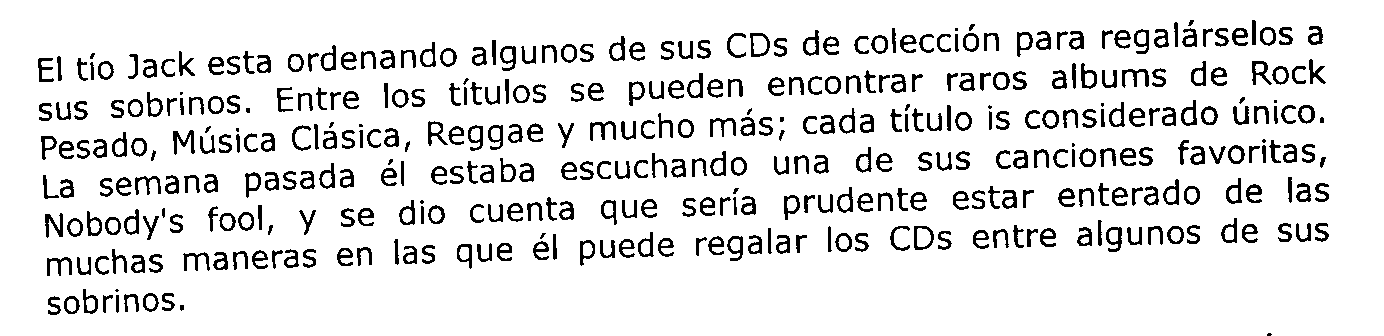 El tío Jack esta ordenando algunos de sus CDs de colección para regalárselos a
sus sobrinos. Entre los títulos se pueden encontrar raros albums de Rock
Pesado, Música Clásica, Reggae y mucho más; cada título is considerado único.
La semana pasada él estaba escuchando una de sus canciones favoritas,
Nobody's fool, y se dio cuenta que sería prudente estar enterado de las
muchas maneras en las que él puede regalar los CDs entre algunos de sus
sobrinos.